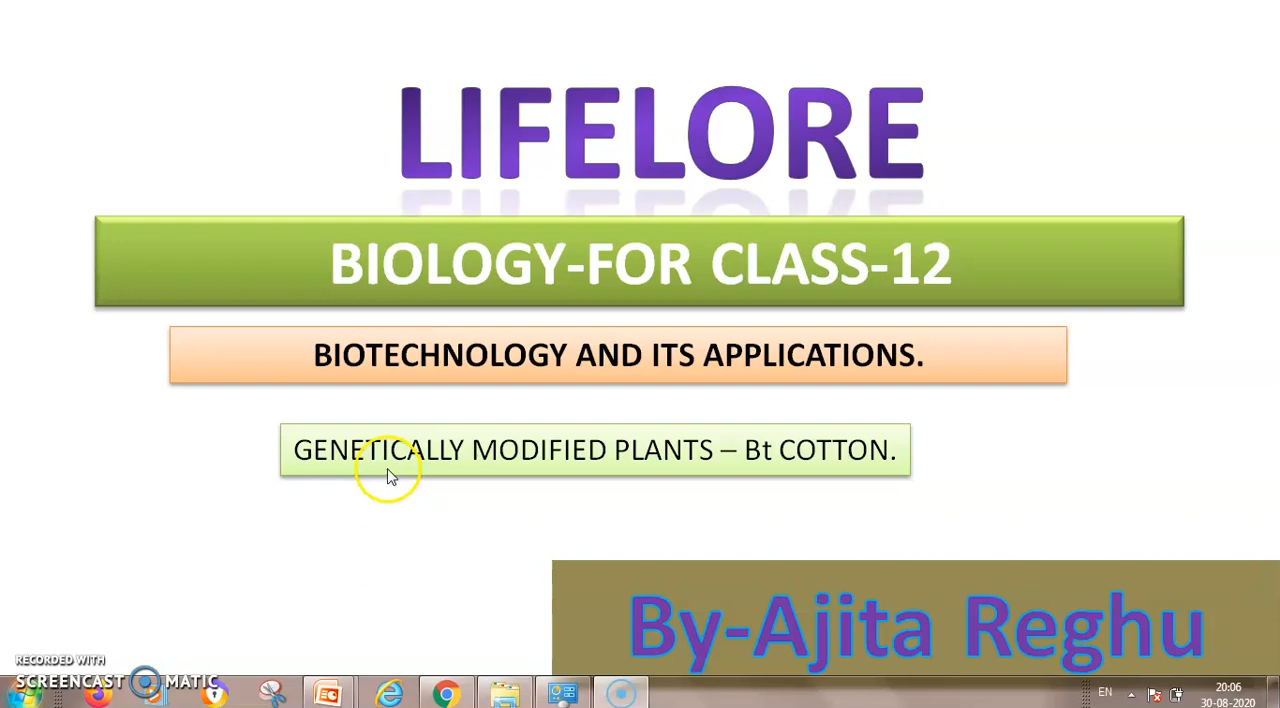 LIFELORE
BIOLOGY-FOR CLASS-12
BIOTECHNOLOGY AND ITS APPLICATIONS.
GENETICALLY MODIFIED PLANTS – Bt COTTON.
By-Ajita Reghu
RECORDED WITH
SCREENCAST MATIC
EN
20:06
30-08-2020